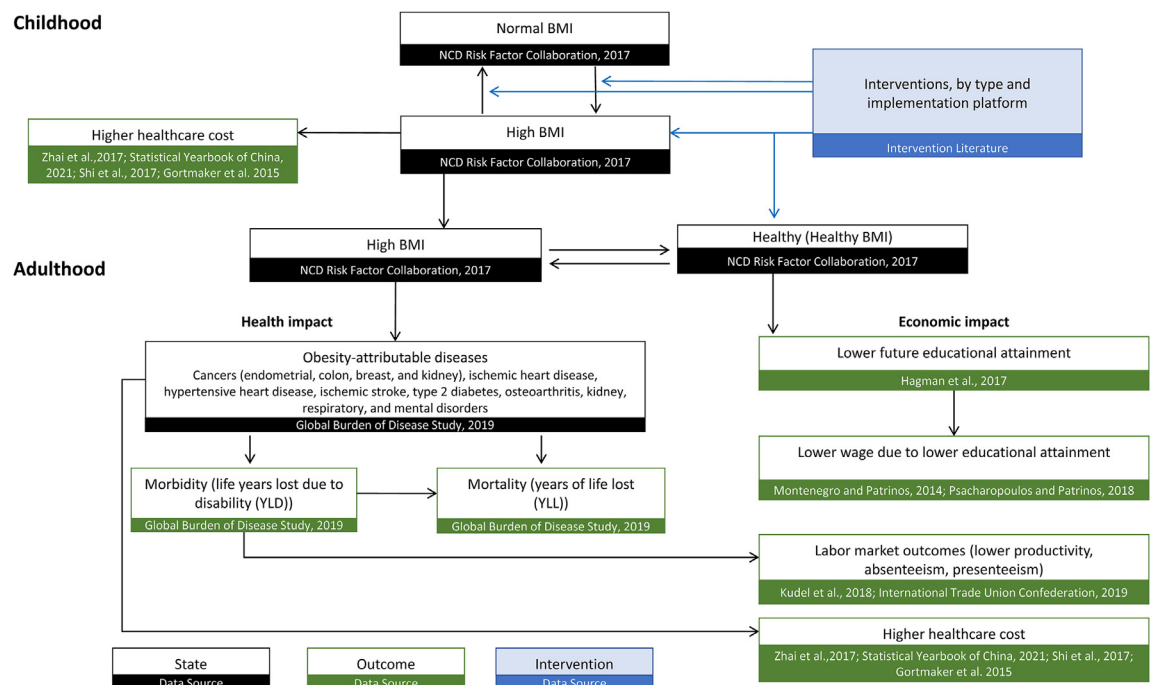 Childhood
Normal BMI
NCD Risk Factor Collaboration, 2017
Interventions, by type and
implementation platform
Intervention Literature
Higher healthcare cost
Zhai et al.,2017; Statistical Yearbook of China,
2021; Shi et al., 2017; Gortmaker et al. 2015
High BMI
NCD Risk Factor Collaboration, 2017
Adulthood
High BMI
NCD Risk Factor Collaboration, 2017
Healthy (Healthy BMI)
NCD Risk Factor Collaboration, 2017
Health impact
Economic impact
Obesity-attributable diseases
Cancers (endometrial, colon, breast, and kidney), ischemic heart disease,
hypertensive heart disease, ischemic stroke, type 2 diabetes, osteoarthritis, kidney,
respiratory, and mental disorders
Global Burden of Disease Study, 2019
Lower future educational attainment
Hagman et al., 2017
Lower wage due to lower educational attainment
Montenegro and Patrinos, 2014; Psacharopoulos and Patrinos, 2018
Morbidity (life years lost due to
disability (YLD))
Global Burden of Disease Study, 2019
Mortality (years of life lost
(YLL))
Global Burden of Disease Study, 2019
Labor market outcomes (lower productivity,
absenteeism, presenteeism)
Kudel et al., 2018; International Trade Union Confederation, 2019
Higher healthcare cost
Zhai et al.,2017; Statistical Yearbook of China, 2021; Shi et al., 2017;
Gortmaker et al. 2015
State
Data Source
Outcome
Data Source
Intervention
Data Source